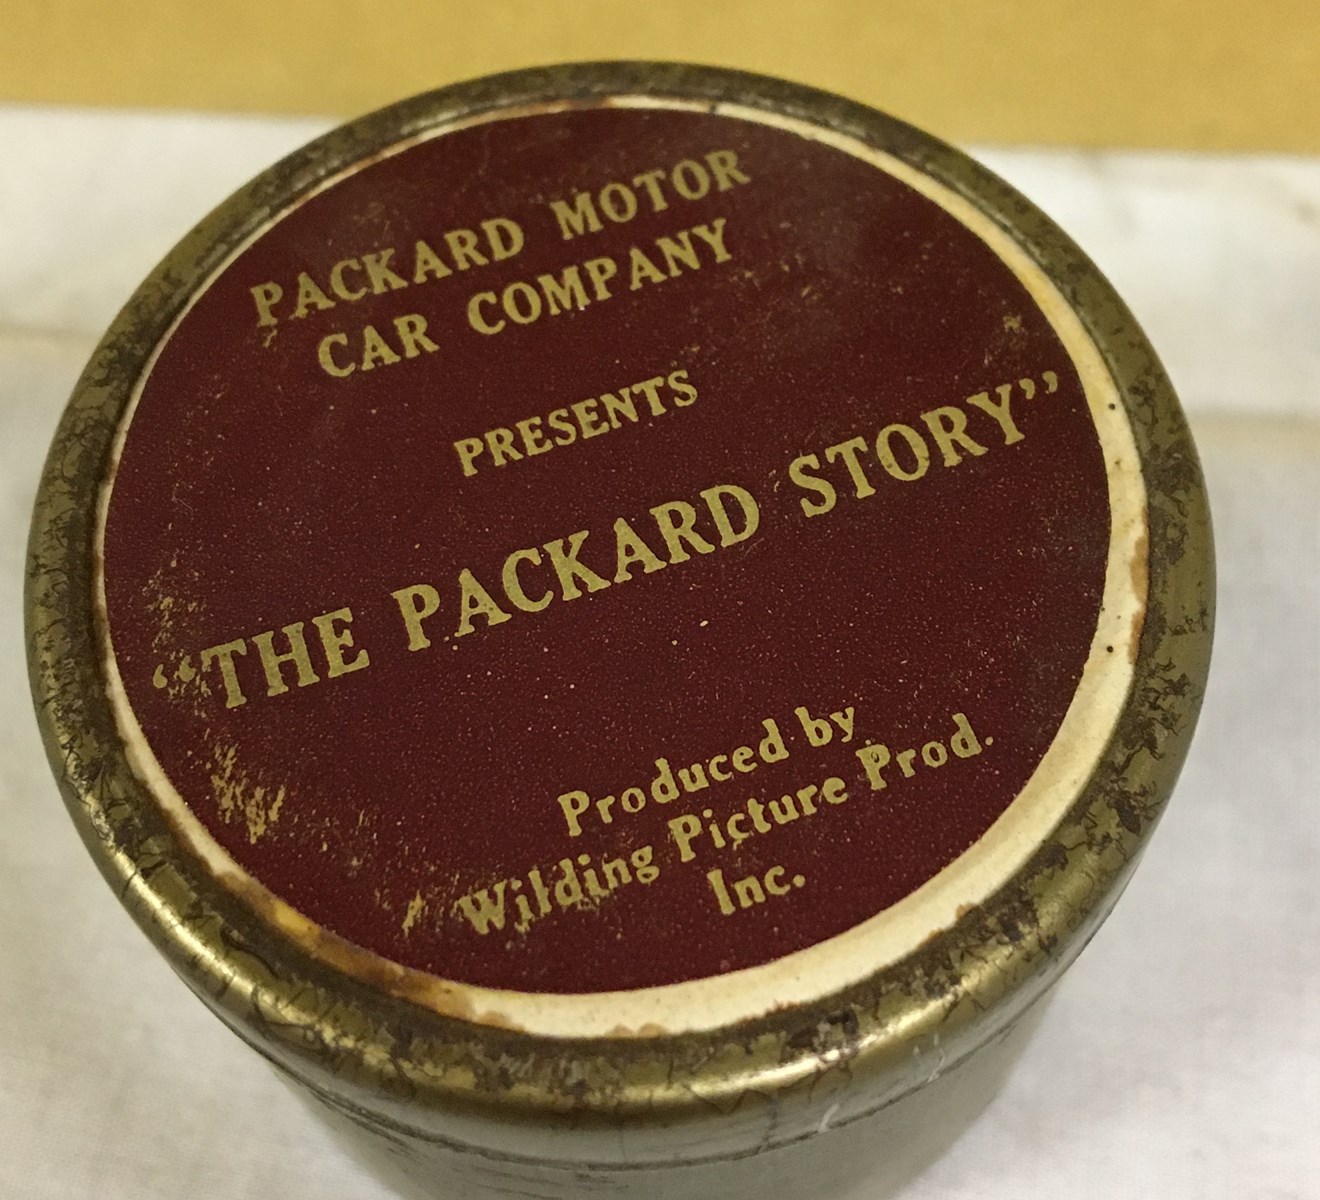 PACKARD MOTOR
CAR COMPANY
PRESENTS
“THE PACKARD STORY”
Produced by
Wilding Picture Prod.
Inc.